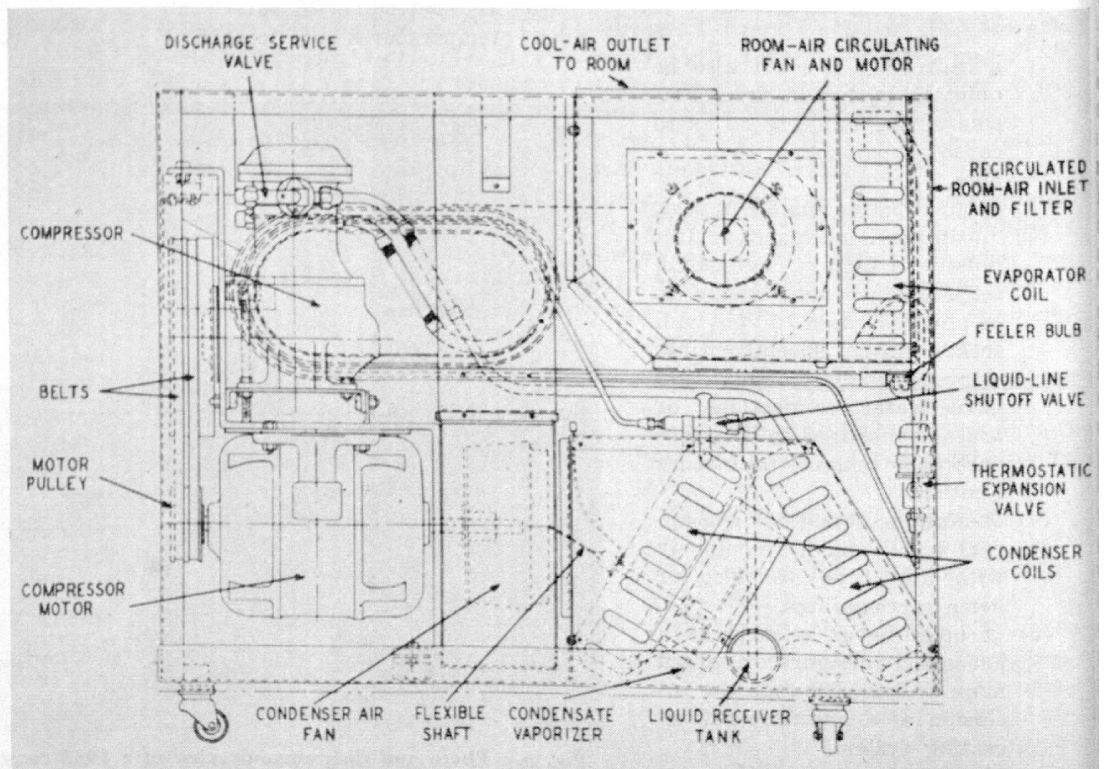 DISCHARGE SERVICE
VALVE
COOL-AIR OUTLET
TO ROOM
ROOM-AIR CIRCULATING
FAN AND MOTOR
RECIRCULATED
ROOM-AIR INLET
AND FILTER
COMPRESSOR
EVAPORATOR
COIL
FEELER BULB
BELTS
LIQUID-LINE
SHUTOFF VALVE
MOTOR
PULLEY
THERMOSTATIC
EXPANSION
VALVE
CONDENSER
COILS
COMPRESSOR
MOTOR
CONDENSER AIR
FAN
FLEXIBLE
SHAFT
CONDENSATE
VAPORIZER
LIQUID RECEIVER
TANK